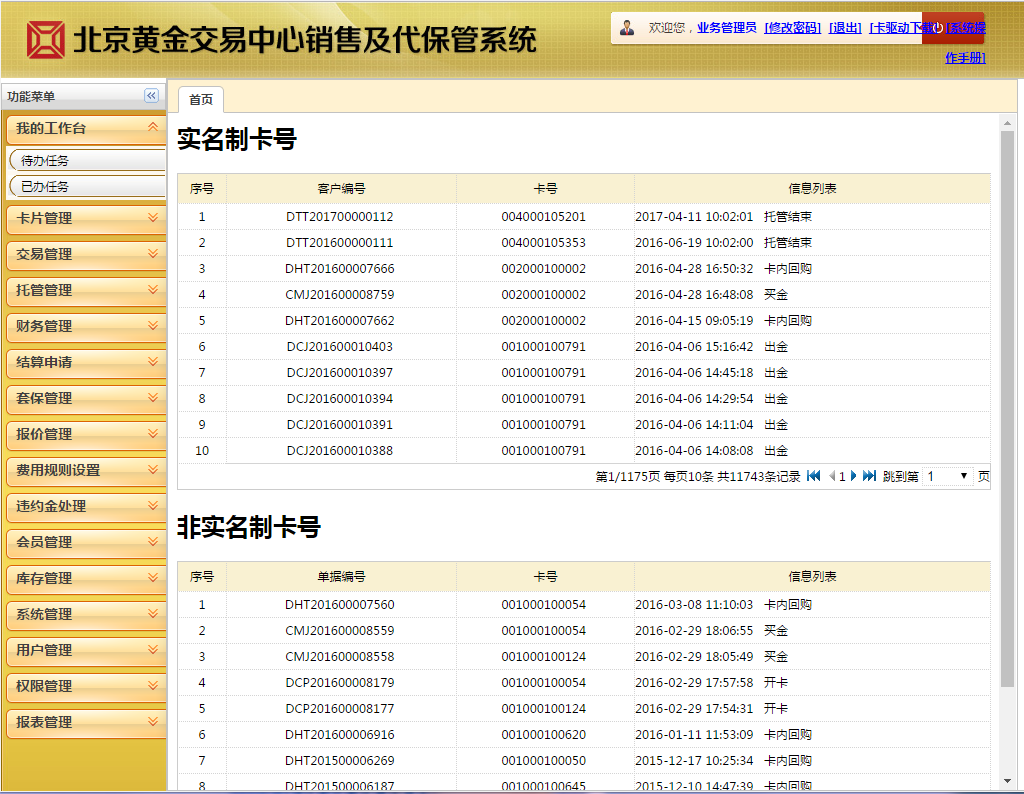 北京黄金交易中心销售及代保管系统
欢迎您，业务管理员 [修改密码] [退出] [卡驱动下载] [系统操
作手册]
功能菜单
首页
我的工作台
待办任务
已办任务
卡片管理
交易管理
托管管理
财务管理
结算申请
套保管理
报价管理
费用规则设置
违约金处理
会员管理
库存管理
系统管理
用户管理
权限管理
报表管理
实名制卡号
序号 客户编号 卡号 信息列表
1 DTT201700000112 004000105201 2017-04-11 10:02:01 托管结束
2 DTT201600000111 004000105353 2016-06-19 10:02:00 托管结束
3 DHT201600007666 002000100002 2016-04-28 16:50:32 卡内回购
4 CMJ201600008759 002000100002 2016-04-28 16:48:08 买金
5 DHT201600007662 002000100002 2016-04-15 09:05:19 卡内回购
6 DCJ201600010403 001000100791 2016-04-06 15:16:42 出金
7 DCJ201600010397 001000100791 2016-04-06 14:45:18 出金
8 DCJ201600010394 001000100791 2016-04-06 14:29:54 出金
9 DCJ201600010391 001000100791 2016-04-06 14:11:04 出金
10 DCJ201600010388 001000100791 2016-04-06 14:08:08 出金
第1/1175页 每页10条 共11743条记录 1 跳到第 1 页
非实名制卡号
序号 单据编号 卡号 信息列表
1 DHT201600007560 001000100054 2016-03-08 11:10:03 卡内回购
2 CMJ201600008559 001000100054 2016-02-29 18:06:55 买金
3 CMJ201600008558 001000100124 2016-02-29 18:05:49 买金
4 DCP201600008179 001000100054 2016-02-29 17:57:58 开卡
5 DCP201600008177 001000100124 2016-02-29 17:54:31 开卡
6 DHT201600006916 001000100620 2016-01-11 11:53:09 卡内回购
7 DHT201500006269 001000100050 2015-12-17 10:25:34 卡内回购
8 DHT201500006187 001000100645 2015-12-10 14:47:39 卡内回购